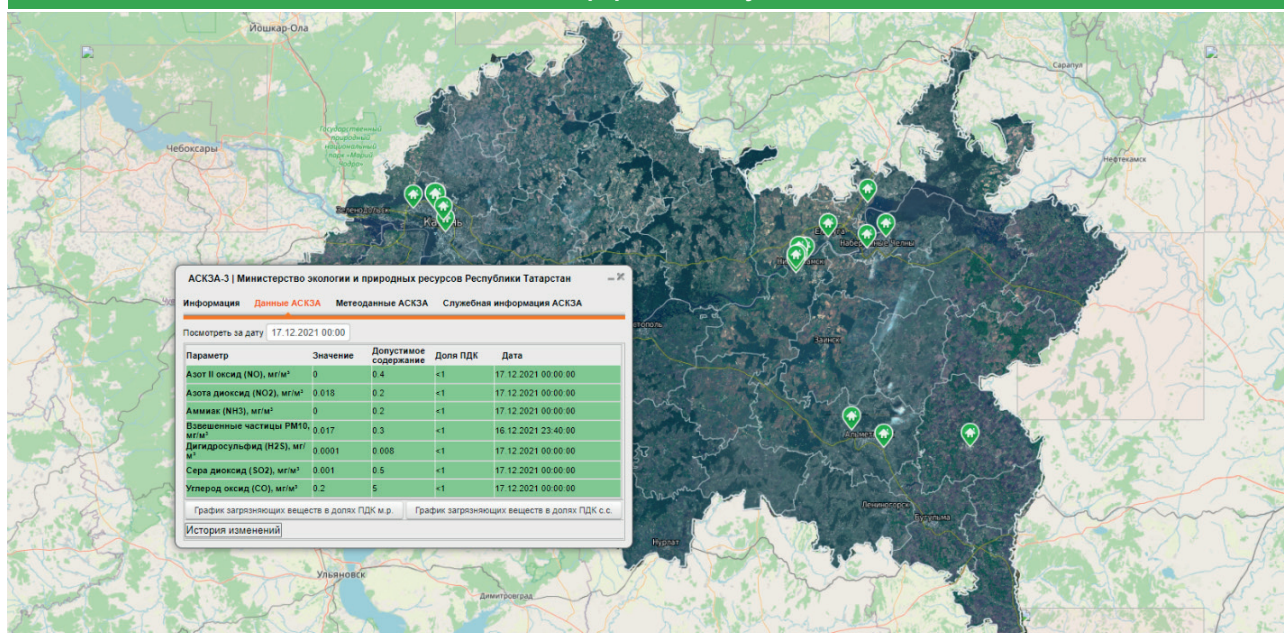 Йошкар-Ола
Сарапул
Государственный
природный
национальный
парк «Марий
Чодра»
Чебоксары
Нефтекамск
Зеленодольск
Набережные Челны
АСКЗА-3 | Министерство экологии и природных ресурсов Республики Татарстан
Информация Данные АСКЗА Метеоданные АСКЗА Служебная информация АСКЗА
Посмотреть за дату 17.12.2021 00:00
Параметр Значение Допустимое содержание Доля ПДК Дата
Азот II оксид (NO), мг/м³ 0 0.4 <1 17.12.2021 00:00:00
Азота диоксид (NO2), мг/м³ 0.018 0.2 <1 17.12.2021 00:00:00
Аммиак (NH3), мг/м³ 0 0.2 <1 17.12.2021 00:00:00
Взвешенные частицы PM10, мг/м³ 0.017 0.3 <1 16.12.2021 23:40:00
Дигидросульфид (H2S), мг/м³ 0.0001 0.008 <1 17.12.2021 00:00:00
Сера диоксид (SO2), мг/м³ 0.001 0.5 <1 17.12.2021 00:00:00
Углерод оксид (CO), мг/м³ 0.2 5 <1 17.12.2021 00:00:00
График загрязняющих веществ в долях ПДК м.р. График загрязняющих веществ в долях ПДК с.с.
История изменений
Заинск
Лениногорск
Бугульма
Нурлат
Ульяновск
Димитровград